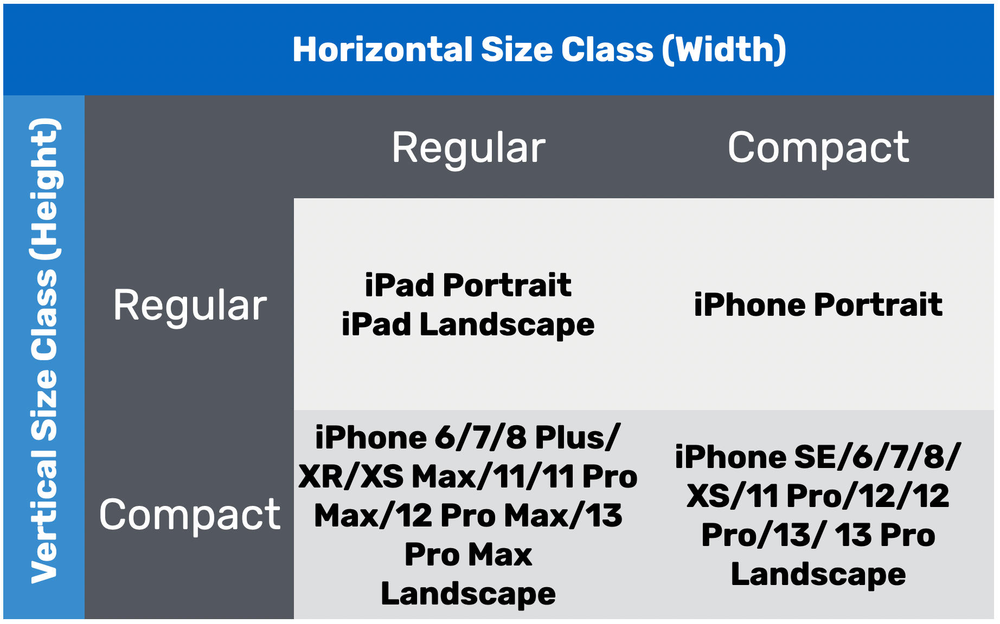 Horizontal Size Class (Width)
Vertical Size Class (Height)
Regular
Compact
Regular
iPad Portrait
iPad Landscape
iPhone Portrait
Compact
iPhone 6/7/8 Plus/
XR/XS Max/11/11 Pro
Max/12 Pro Max/13
Pro Max
Landscape
iPhone SE/6/7/8/
XS/11 Pro/12/12
Pro/13/ 13 Pro
Landscape